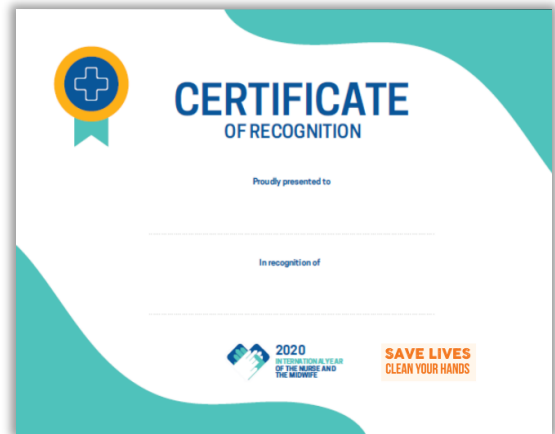 CERTIFICATE
OF RECOGNITION
Proudly presented to
In recognition of
2020
INTERNATIONAL YEAR
OF THE NURSE AND
THE MIDWIFE
SAVE LIVES
CLEAN YOUR HANDS